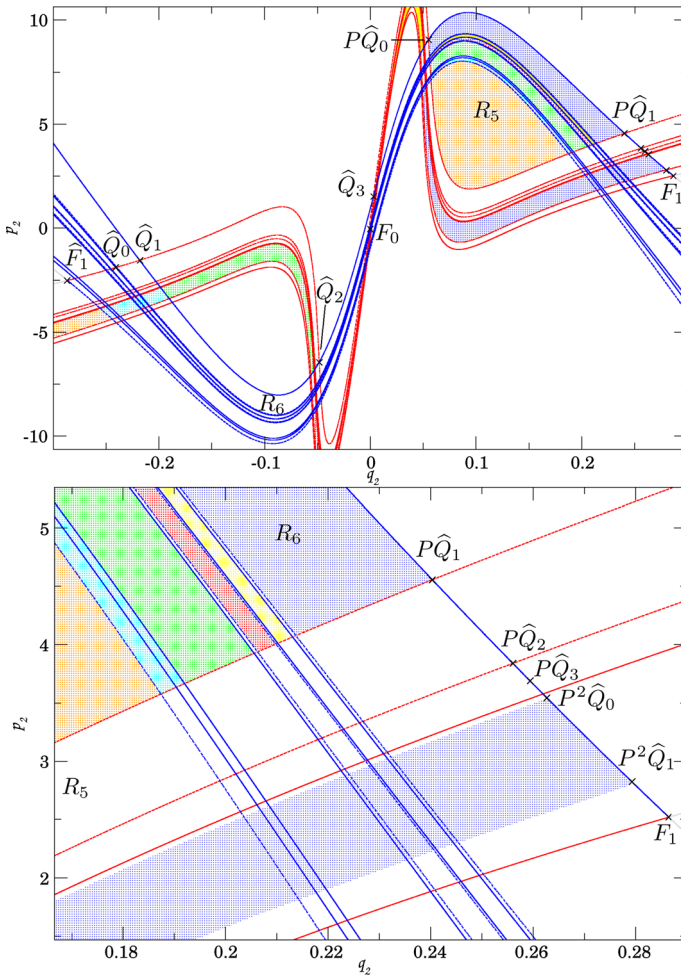 10
5
0
-5
-10
p₂
-0.2
-0.1
0
0.1
0.2
q₂
PQ̂₀
R₅
PQ̂₁
Q̂₃
F₀
F₁
F̂₁
Q̂₀
Q̂₁
Q̂₂
R₆
5
4
3
2
p₂
R₆
PQ̂₁
PQ̂₂
PQ̂₃
P²Q̂₀
P²Q̂₁
F₁
R₅
0.18
0.2
0.22
0.24
0.26
0.28
q₂